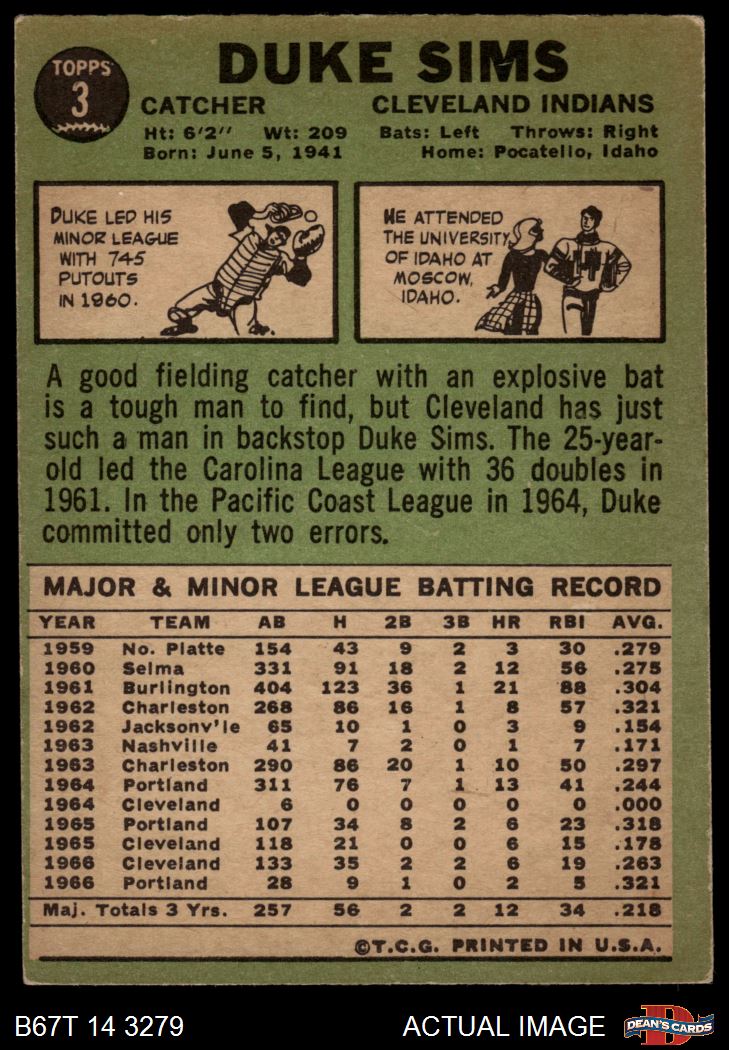 TOPPS
3
DUKE SIMS
CATCHER CLEVELAND INDIANS
Ht: 6'2" Wt: 209 Bats: Left Throws: Right
Born: June 5, 1941 Home: Pocatello, Idaho
DUKE LED HIS
MINOR LEAGUE
WITH 745
PUTOUTS
IN 1960.
HE ATTENDED
THE UNIVERSITY
OF IDAHO AT
MOSCOW,
IDAHO.
A good fielding catcher with an explosive bat
is a tough man to find, but Cleveland has just
such a man in backstop Duke Sims. The 25-year-
old led the Carolina League with 36 doubles in
1961. In the Pacific Coast League in 1964, Duke
committed only two errors.
MAJOR & MINOR LEAGUE BATTING RECORD
YEAR TEAM AB H 2B 3B HR RBI AVG.
1959 No. Platte 154 43 9 2 3 30 .279
1960 Selma 331 91 18 2 12 56 .275
1961 Burlington 404 123 36 1 21 88 .304
1962 Charleston 268 86 16 1 8 57 .321
1962 Jacksonv'le 65 10 1 0 3 9 .154
1963 Nashville 41 7 2 0 1 7 .171
1963 Charleston 290 86 20 1 10 50 .297
1964 Portland 311 76 7 1 13 41 .244
1964 Cleveland 6 0 0 0 0 0 .000
1965 Portland 107 34 8 2 6 23 .318
1965 Cleveland 118 21 0 0 6 15 .178
1966 Cleveland 133 35 2 2 6 19 .263
1966 Portland 28 9 1 0 2 5 .321
Maj. Totals 3 Yrs. 257 56 2 2 12 34 .218
©T.C.G. PRINTED IN U.S.A.
B67T 14 3279 ACTUAL IMAGE
D
DEAN'S CARDS